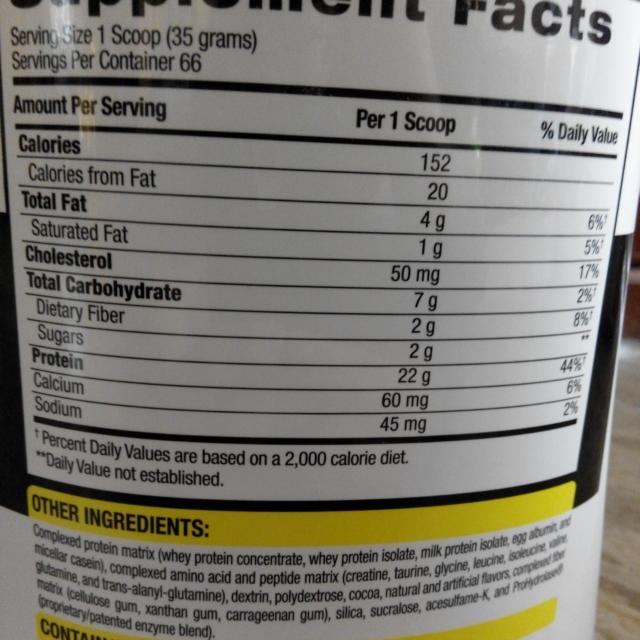 Supplement Facts
Serving Size 1 Scoop (35 grams)
Servings Per Container 66
Amount Per Serving Per 1 Scoop % Daily Value
Calories 152
Calories from Fat 20
Total Fat 4 g 6%†
Saturated Fat 1 g 5%†
Cholesterol 50 mg 17%
Total Carbohydrate 7 g 2%†
Dietary Fiber 2 g 8%†
Sugars 2 g **
Protein 22 g 44%†
Calcium 60 mg 6%
Sodium 45 mg 2%
† Percent Daily Values are based on a 2,000 calorie diet.
**Daily Value not established.
OTHER INGREDIENTS:
Complexed protein matrix (whey protein concentrate, whey protein isolate, milk protein isolate, egg albumin, and
micellar casein), complexed amino acid and peptide matrix (creatine, taurine, glycine, leucine, isoleucine, valine,
glutamine, and trans-alanyl-glutamine), dextrin, polydextrose, cocoa, natural and artificial flavors, complexed fiber
matrix (cellulose gum, xanthan gum, carrageenan gum), silica, sucralose, acesulfame-K, and ProHydrolase®
(proprietary/patented enzyme blend).